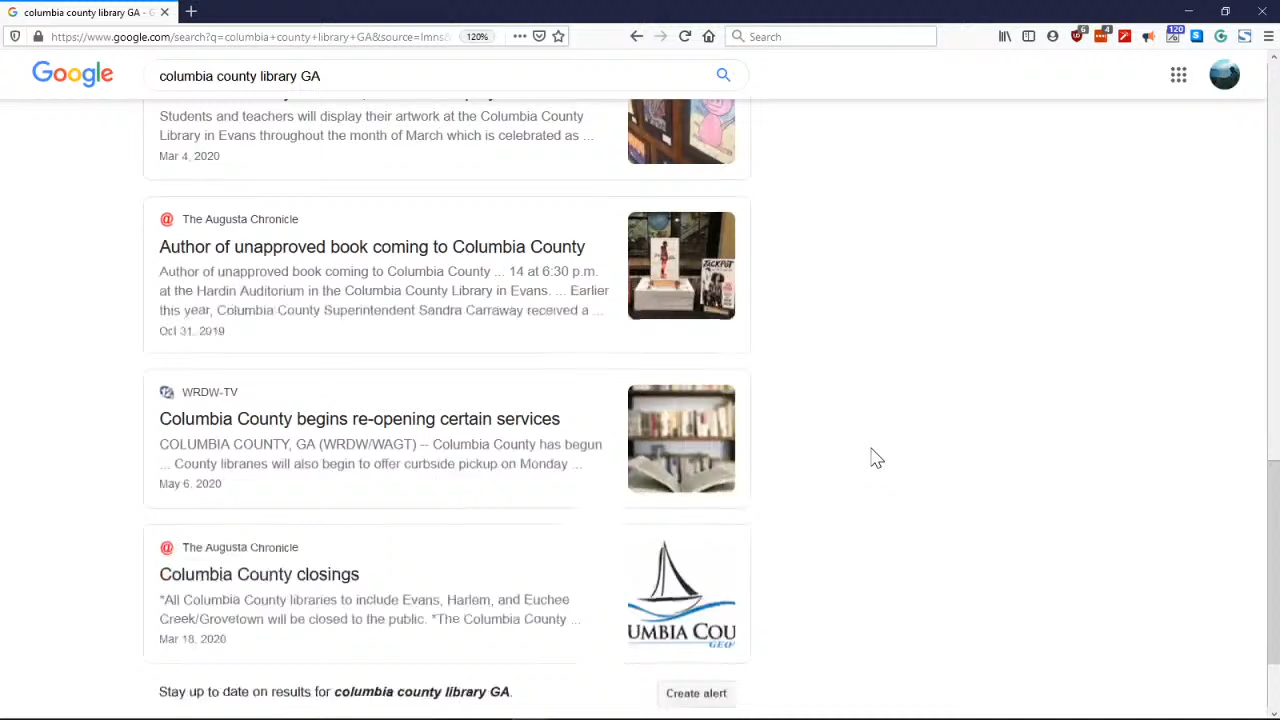 columbia county library GA - G
https://www.google.com/search?q=columbia+county+library+GA&source=lnms&
120%
Search
6
4
120
Google
columbia county library GA
Students and teachers will display their artwork at the Columbia County
Library in Evans throughout the month of March which is celebrated as ...
Mar 4, 2020
The Augusta Chronicle
Author of unapproved book coming to Columbia County
Author of unapproved book coming to Columbia County ... 14 at 6:30 p.m.
at the Hardin Auditorium in the Columbia County Library in Evans. ... Earlier
this year, Columbia County Superintendent Sandra Carraway received a ...
Oct 31, 2019
JACKPOT
WRDW-TV
Columbia County begins re-opening certain services
COLUMBIA COUNTY, GA (WRDW/WAGT) -- Columbia County has begun
... County libraries will also begin to offer curbside pickup on Monday ...
May 6, 2020
The Augusta Chronicle
Columbia County closings
*All Columbia County libraries to include Evans, Harlem, and Euchee
Creek/Grovetown will be closed to the public. *The Columbia County ...
Mar 18, 2020
UMBIA COU
GEO
Stay up to date on results for columbia county library GA.
Create alert